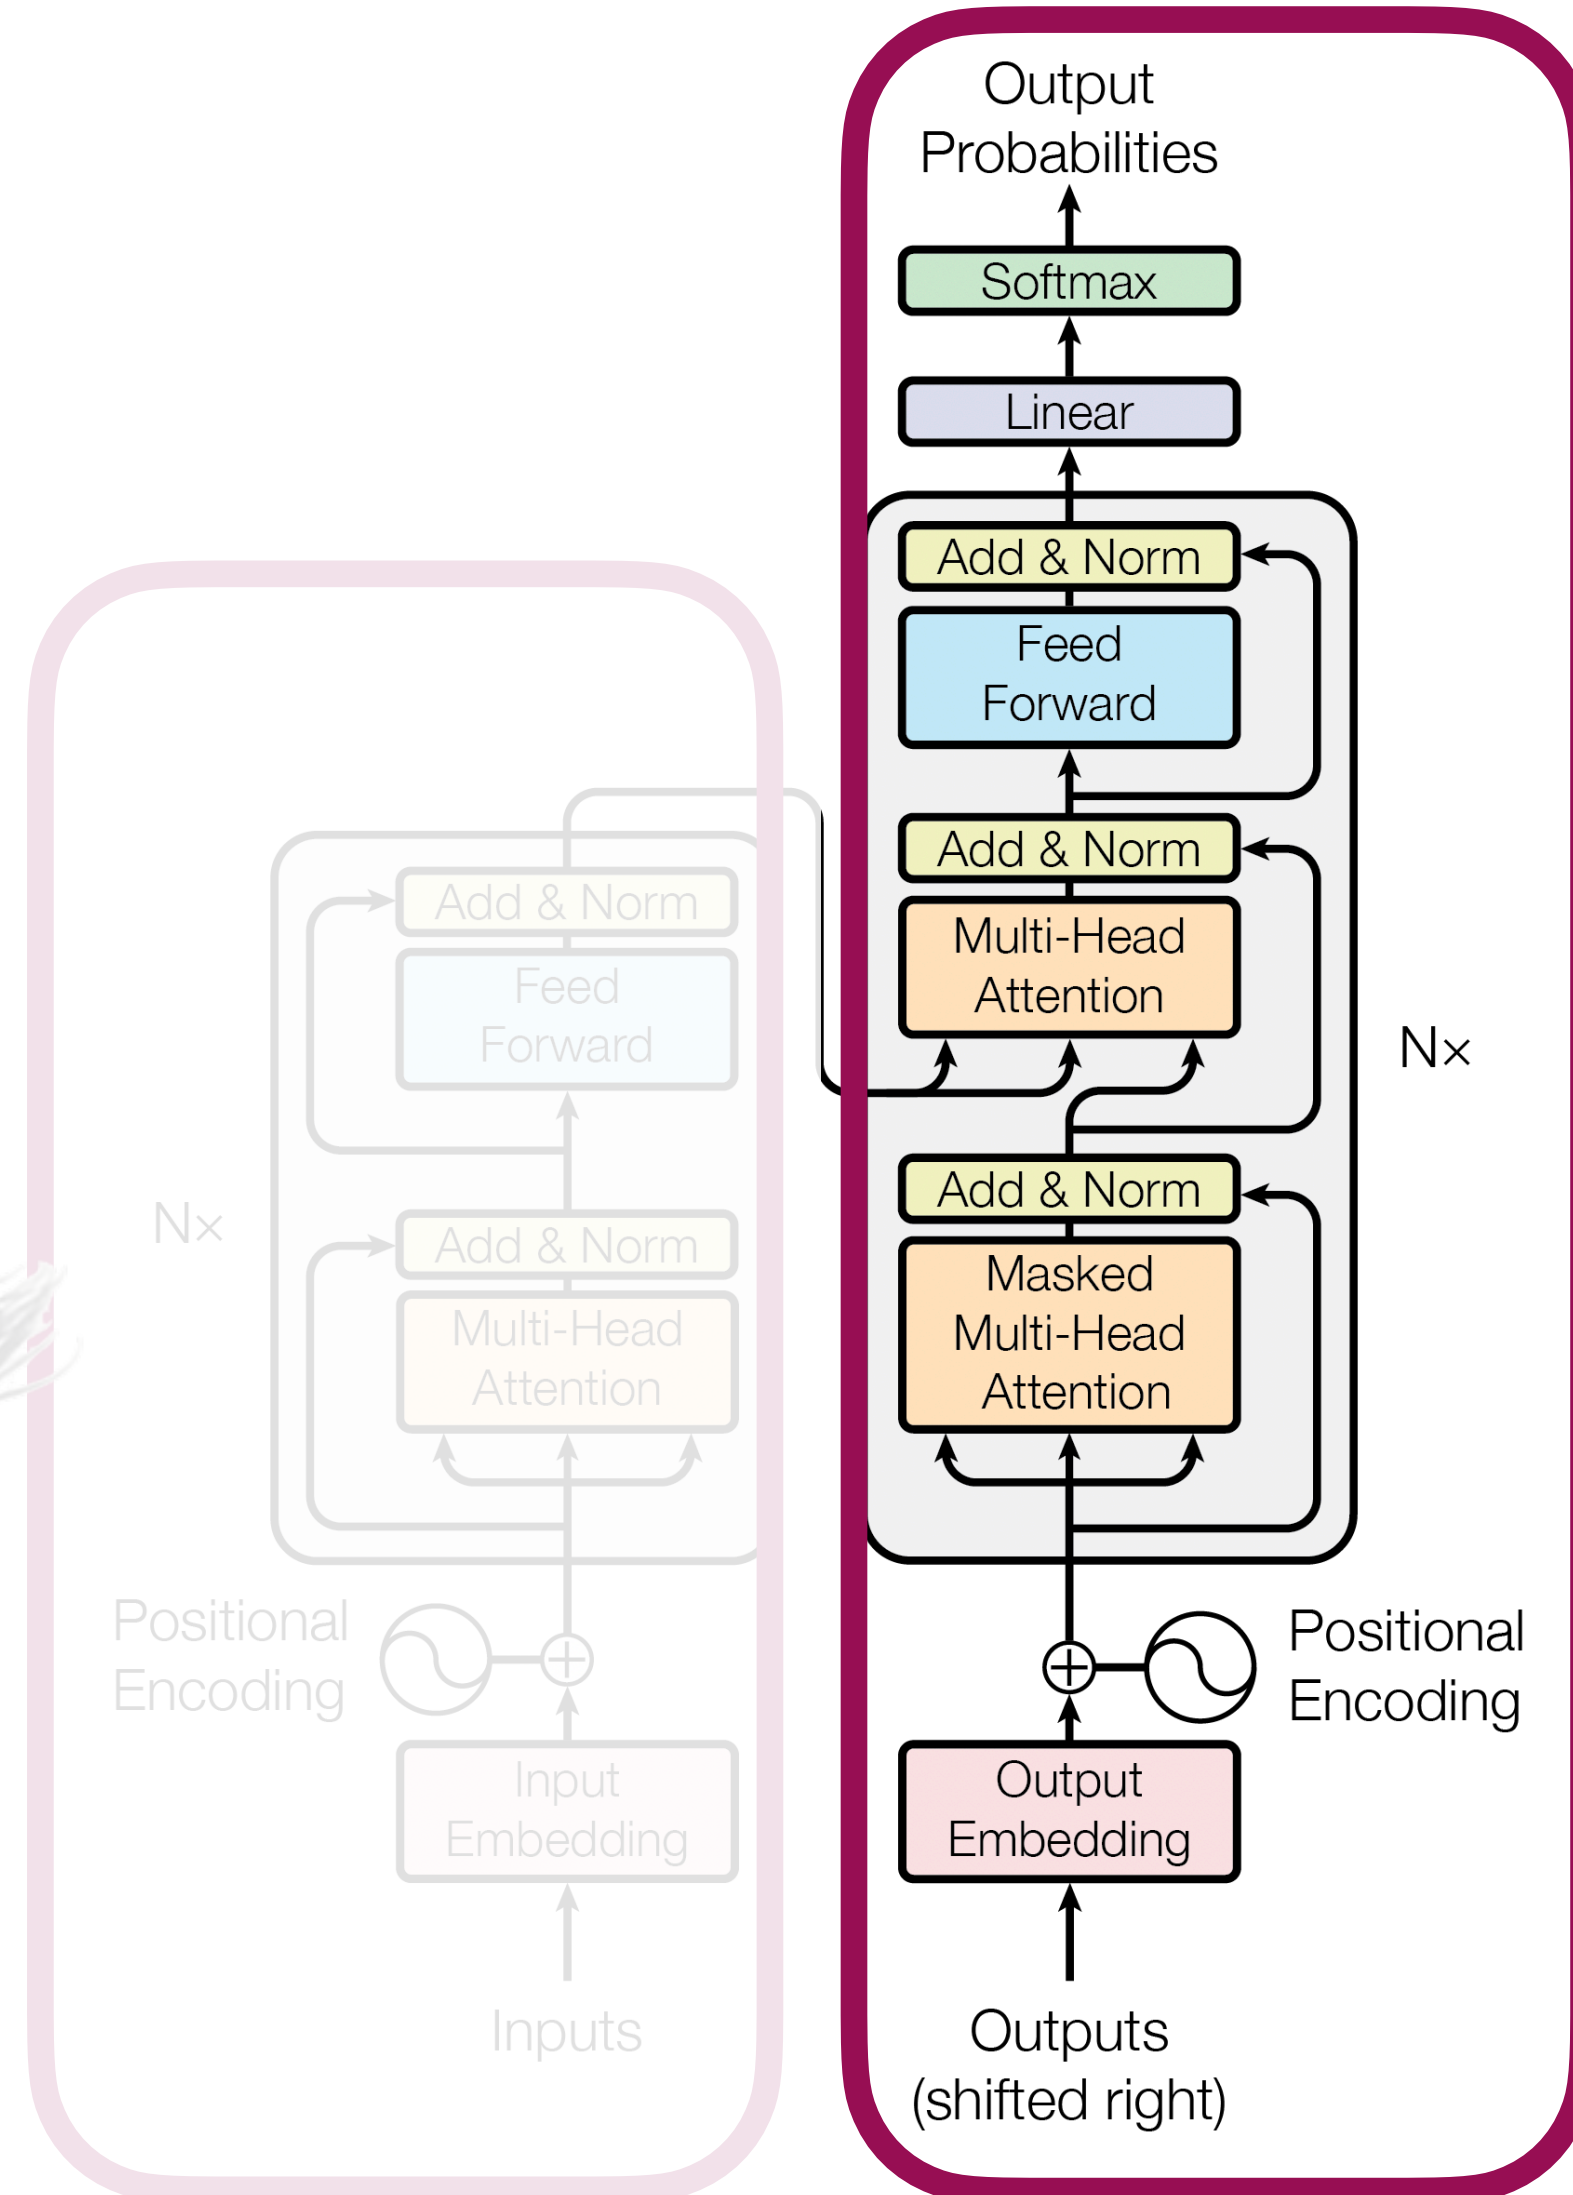 Output
Probabilities
Softmax
Linear
Add & Norm
Feed
Forward
Add & Norm
Multi-Head
Attention
N×
Add & Norm
Masked
Multi-Head
Attention
Positional
Encoding
Output
Embedding
Outputs
(shifted right)
Add & Norm
Feed
Forward
N×
Add & Norm
Multi-Head
Attention
Positional
Encoding
Input
Embedding
Inputs